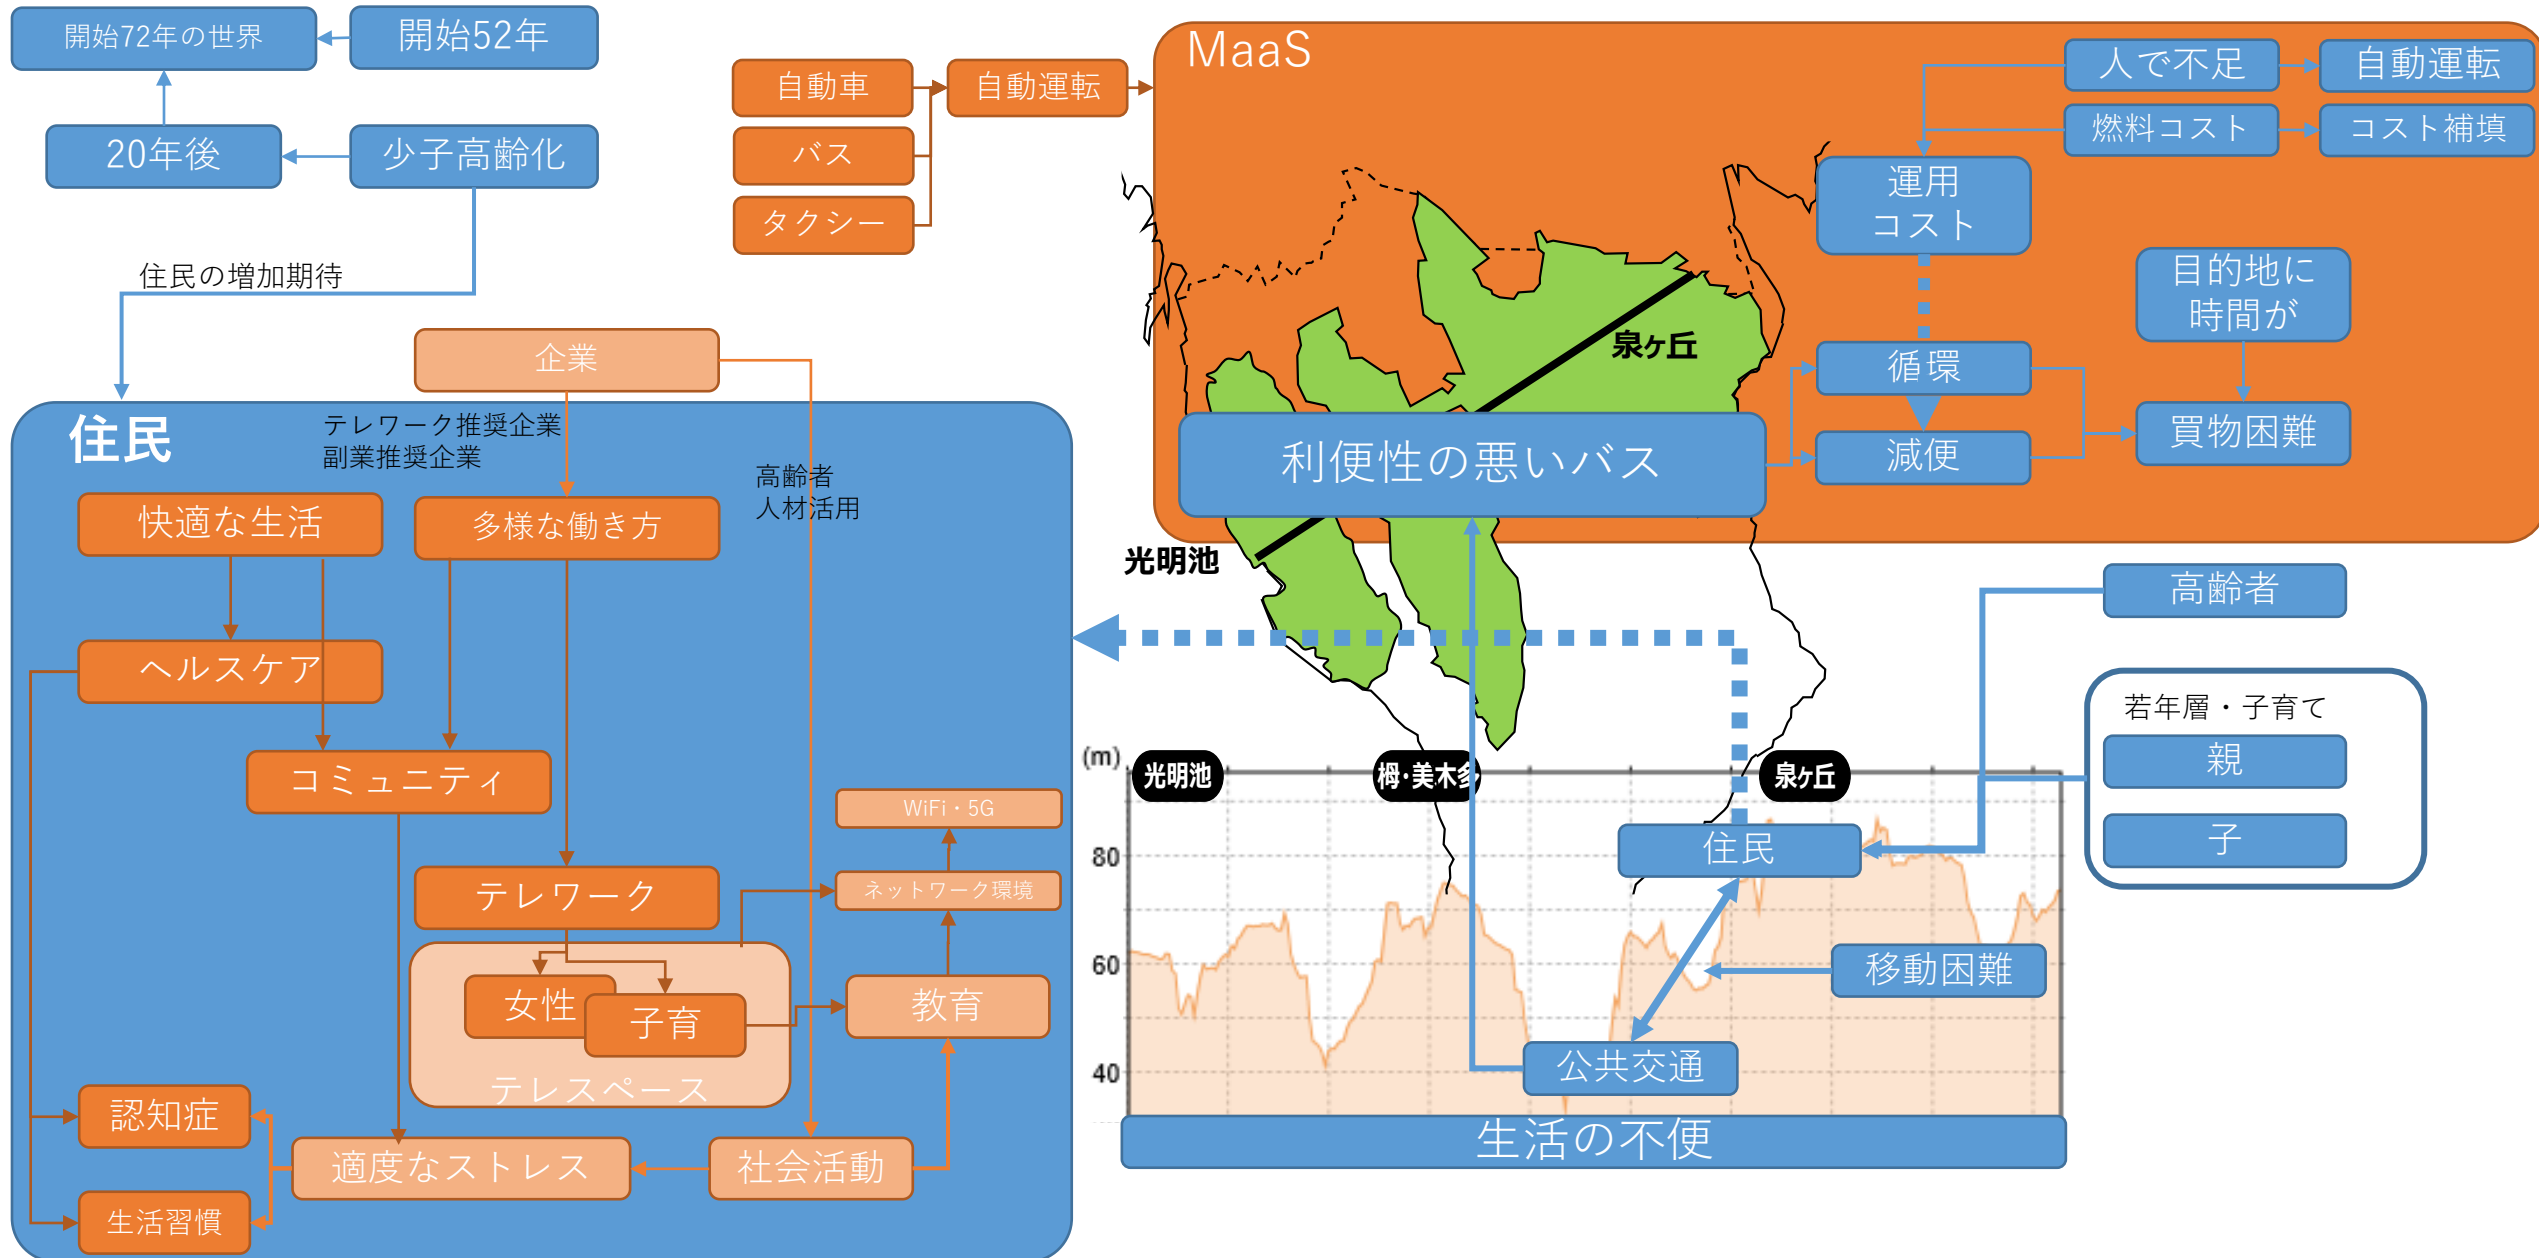 開始72年の世界
開始52年
20年後
少子高齢化
住民の増加期待
自動車
バス
タクシー
自動運転
MaaS
人で不足
自動運転
燃料コスト
コスト補填
運用
コスト
目的地に
時間が
循環
減便
買物困難
泉ヶ丘
利便性の悪いバス
光明池
企業
住民
テレワーク推奨企業
副業推奨企業
高齢者
人材活用
快適な生活
多様な働き方
ヘルスケア
コミュニティ
WiFi・5G
ネットワーク環境
テレワーク
女性
子育
教育
テレスペース
認知症
適度なストレス
社会活動
生活習慣
高齢者
若年層・子育て
親
子
(m)
光明池
栂・美木多
泉ヶ丘
80
60
40
住民
移動困難
公共交通
生活の不便